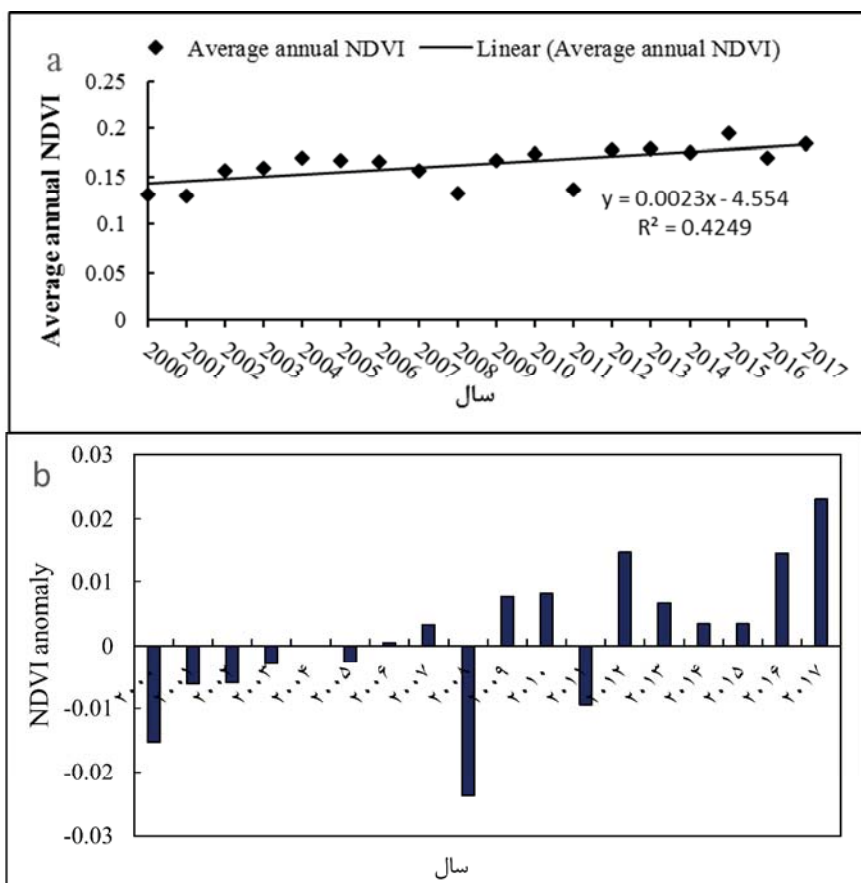 a
Average annual NDVI Linear (Average annual NDVI)
Average annual NDVI
0.25
0.2
0.15
0.1
0.05
0
y = 0.0023x - 4.554
R² = 0.4249
2000 2001 2002 2003 2004 2005 2006 2007 2008 2009 2010 2011 2012 2013 2014 2015 2016 2017
سال
b
NDVI anomaly
0.03
0.02
0.01
0
-0.01
-0.02
-0.03
۲۰۰۳ ۲۰۰۴ ۲۰۰۵ ۲۰۰۶ ۲۰۰۷ ۲۰۰۹ ۲۰۱۰ ۲۰۱۲ ۲۰۱۳ ۲۰۱۴ ۲۰۱۵ ۲۰۱۶ ۲۰۱۷
سال